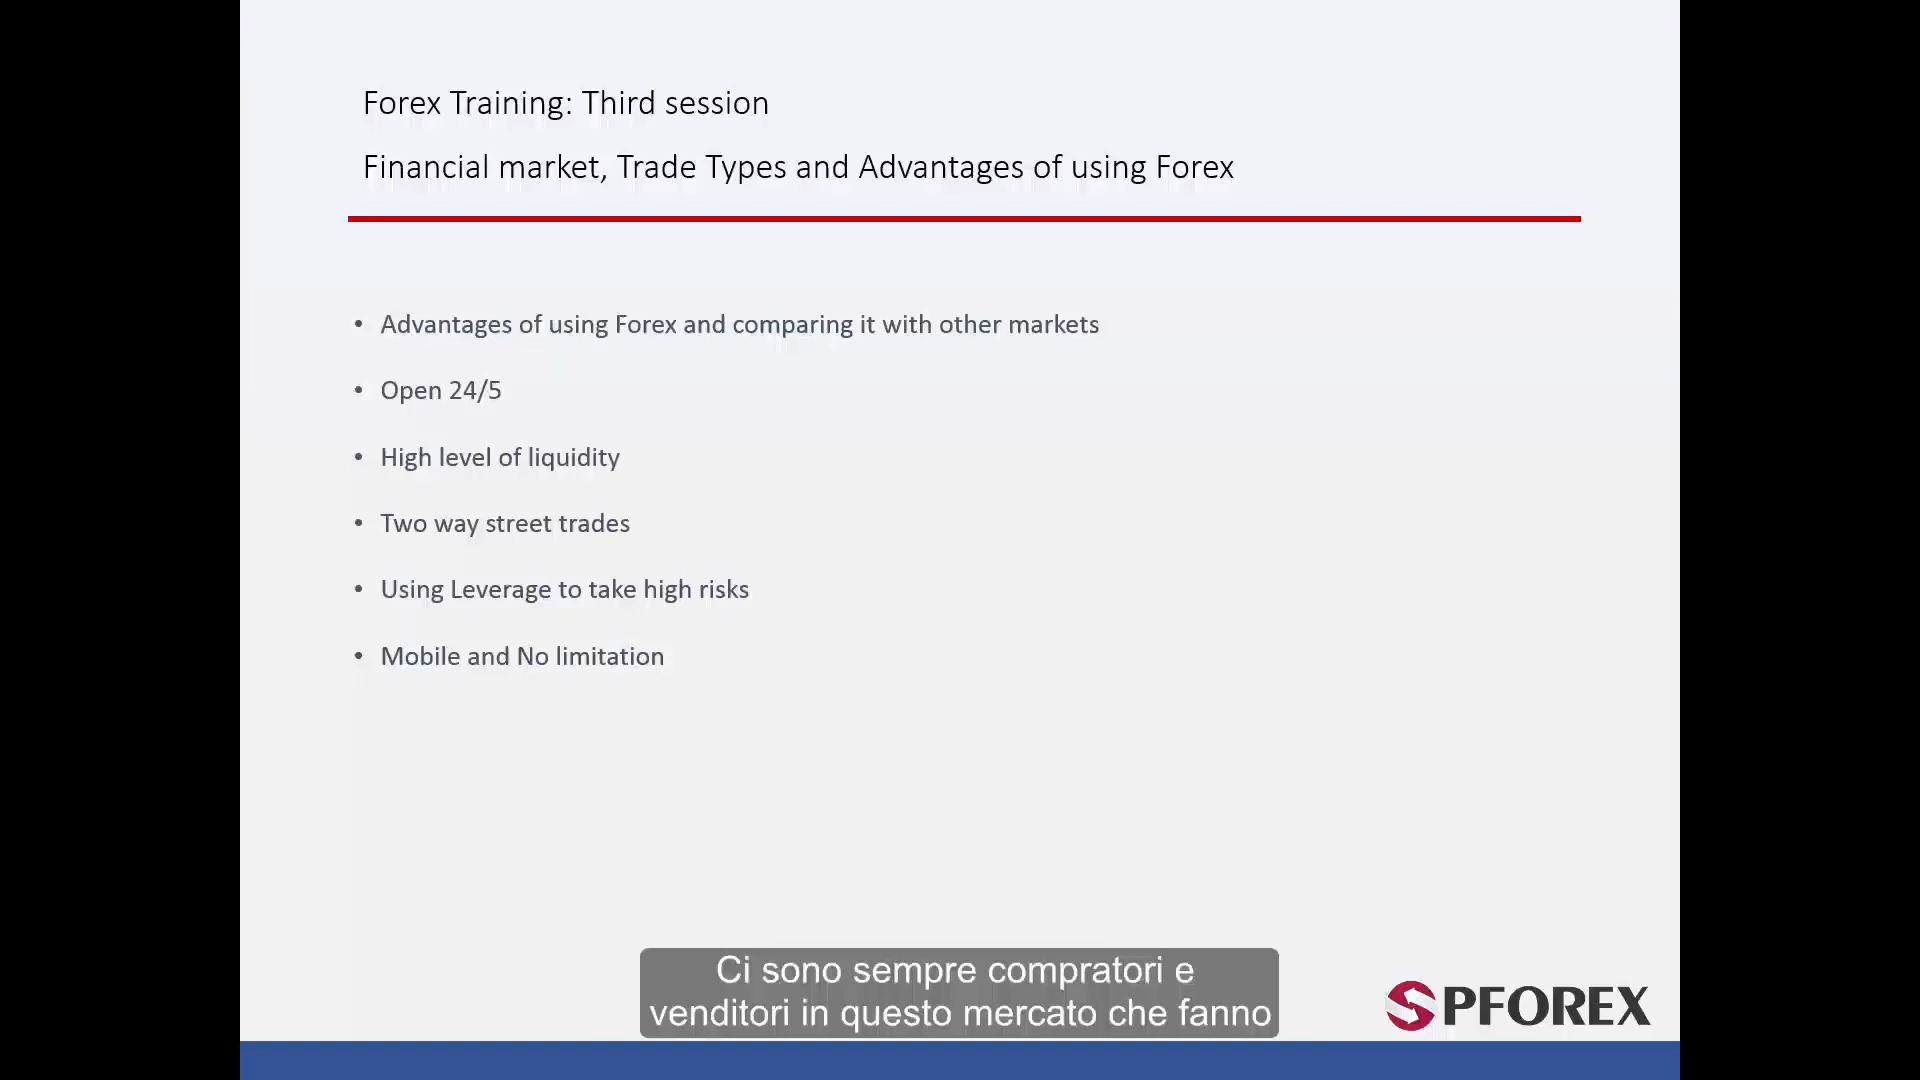 Forex Training: Third session
Financial market, Trade Types and Advantages of using Forex
• Advantages of using Forex and comparing it with other markets
• Open 24/5
• High level of liquidity
• Two way street trades
• Using Leverage to take high risks
• Mobile and No limitation
Ci sono sempre compratori e
venditori in questo mercato che fanno
SPFOREX